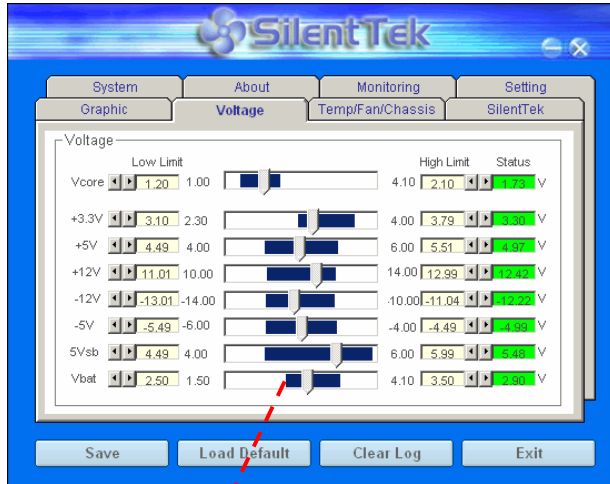 SilentTek
System About Monitoring Setting
Graphic Voltage Temp/Fan/Chassis SilentTek
Voltage
Low Limit High Limit Status
Vcore 1.20 1.00 4.10 2.10 1.73 V
+3.3V 3.10 2.30 4.00 3.79 3.30 V
+5V 4.49 4.00 6.00 5.51 4.97 V
+12V 11.01 10.00 14.00 12.99 12.42 V
-12V -13.01 -14.00 -10.00 -11.04 -12.22 V
-5V -5.49 -6.00 -4.00 -4.49 -4.99 V
5Vsb 4.49 4.00 6.00 5.99 5.48 V
Vbat 2.50 1.50 4.10 3.50 2.90 V
Save Load Default Clear Log Exit